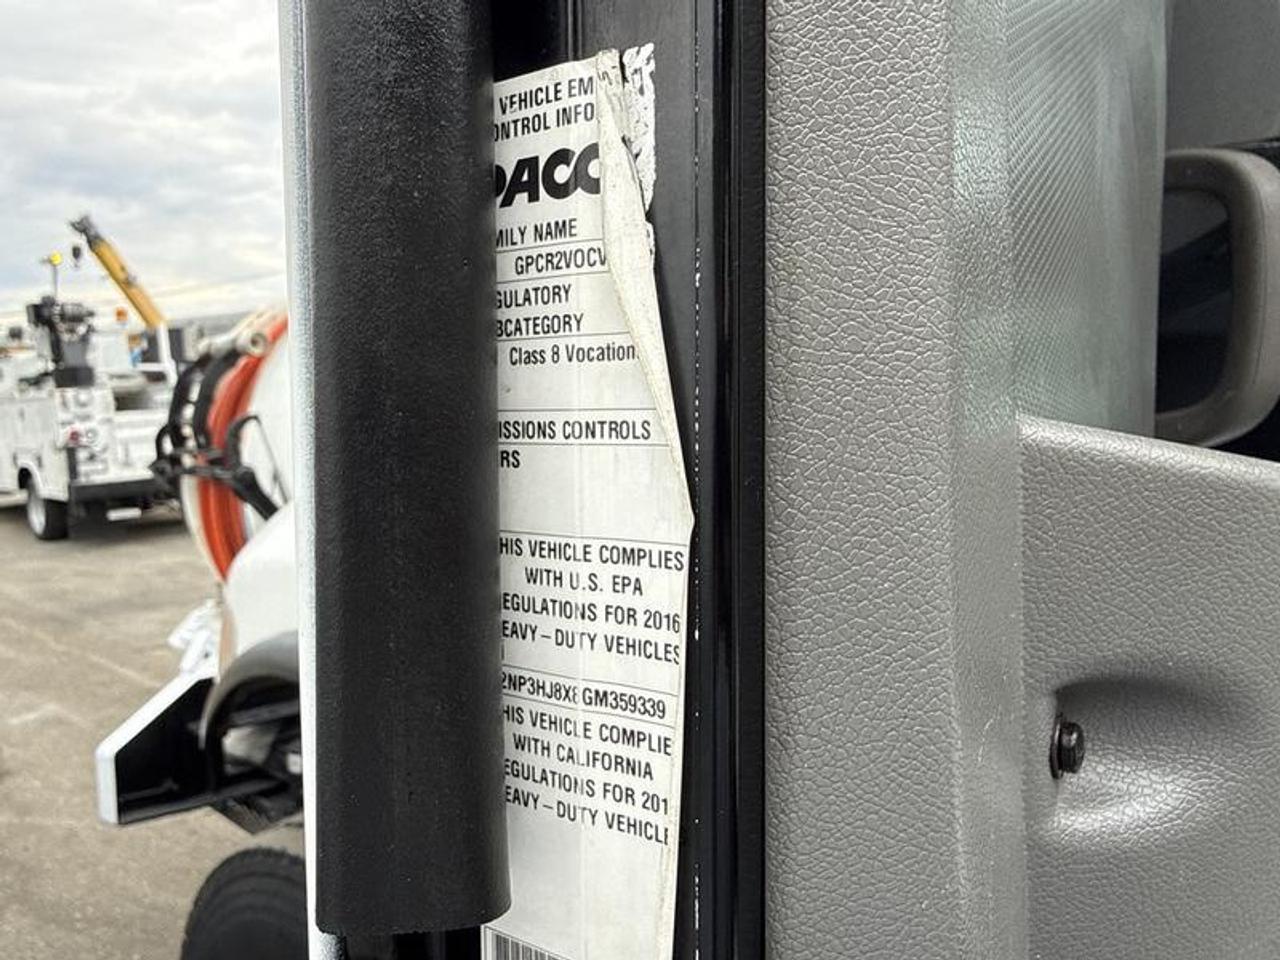 VEHICLE EM
ONTROL INFO
PACC
MILY NAME
GPCR2VOCV
GULATORY
BCATEGORY
Class 8 Vocation
ISSIONS CONTROLS
RS
HIS VEHICLE COMPLIES
WITH U.S. EPA
EGULATIONS FOR 2016
EAVY-DUTY VEHICLES
2NP3HJ8X8GM359339
HIS VEHICLE COMPLIE
WITH CALIFORNIA
EGULATIONS FOR 201
EAVY-DUTY VEHICLE